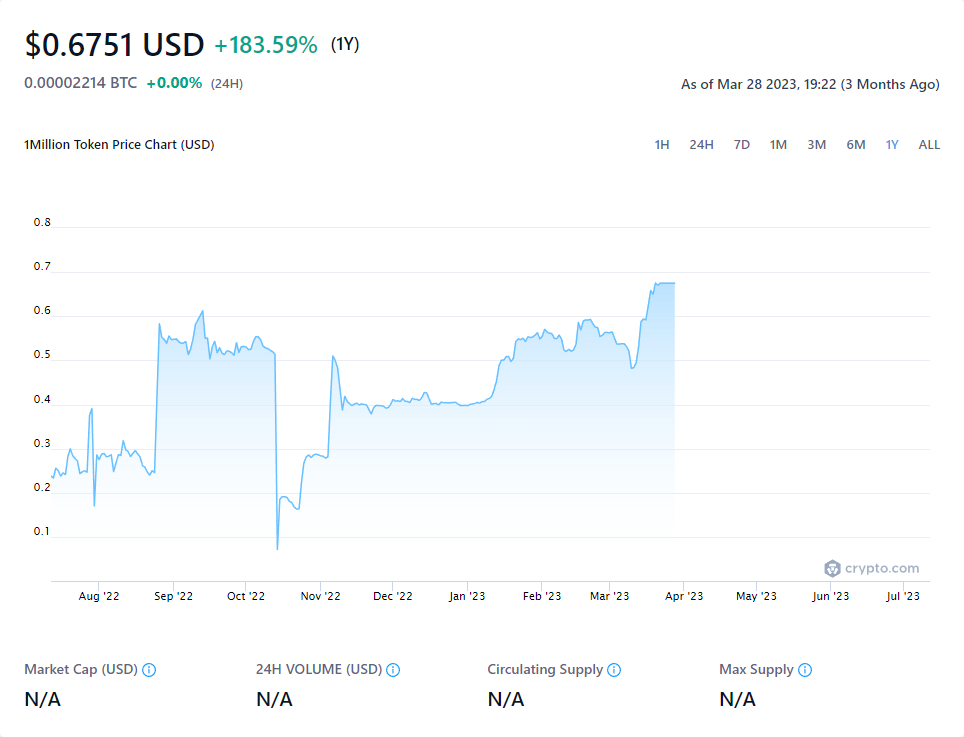 $0.6751 USD +183.59% (1Y)
0.00002214 BTC +0.00% (24H)
As of Mar 28 2023, 19:22 (3 Months Ago)
1Million Token Price Chart (USD)
1H 24H 7D 1M 3M 6M 1Y ALL
0.8
0.7
0.6
0.5
0.4
0.3
0.2
0.1
crypto.com
Aug '22 Sep '22 Oct '22 Nov '22 Dec '22 Jan '23 Feb '23 Mar '23 Apr '23 May '23 Jun '23 Jul '23
Market Cap (USD) 24H VOLUME (USD) Circulating Supply Max Supply
N/A N/A N/A N/A